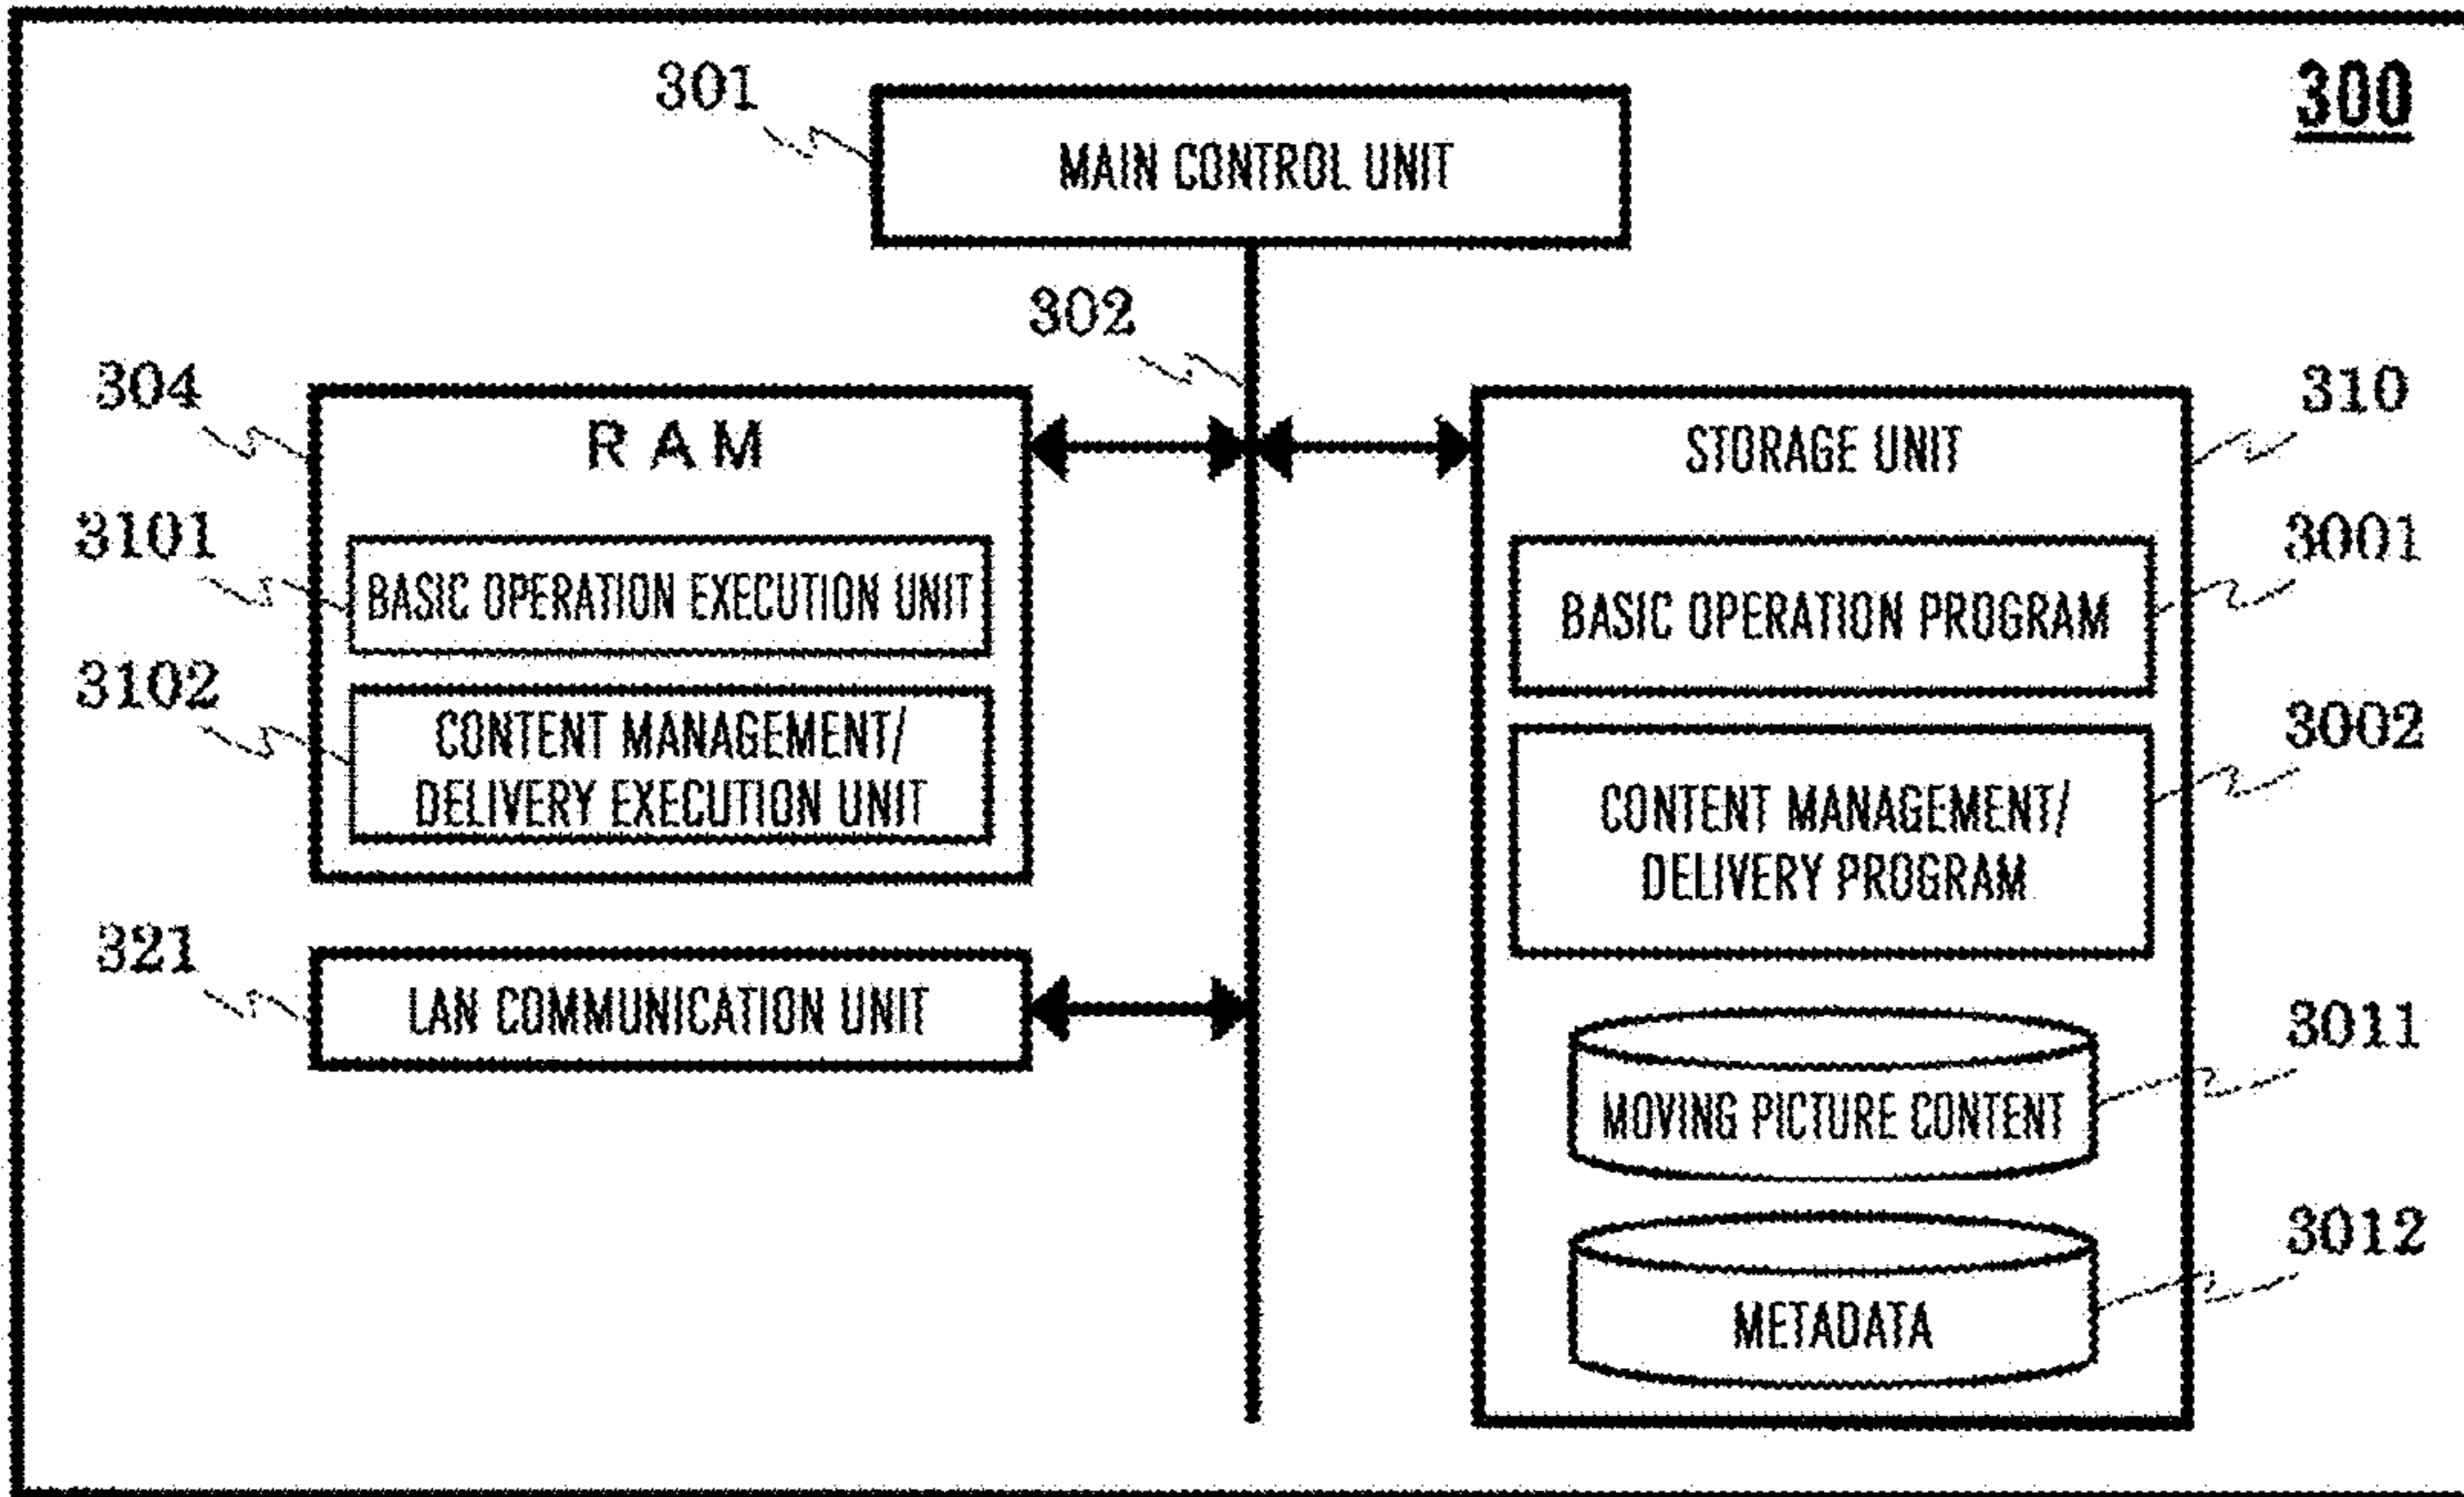 300
301
MAIN CONTROL UNIT
302
304
R A M
3101
BASIC OPERATION EXECUTION UNIT
3102
CONTENT MANAGEMENT/
DELIVERY EXECUTION UNIT
321
LAN COMMUNICATION UNIT
310
STORAGE UNIT
3001
BASIC OPERATION PROGRAM
3002
CONTENT MANAGEMENT/
DELIVERY PROGRAM
3011
MOVING PICTURE CONTENT
3012
METADATA